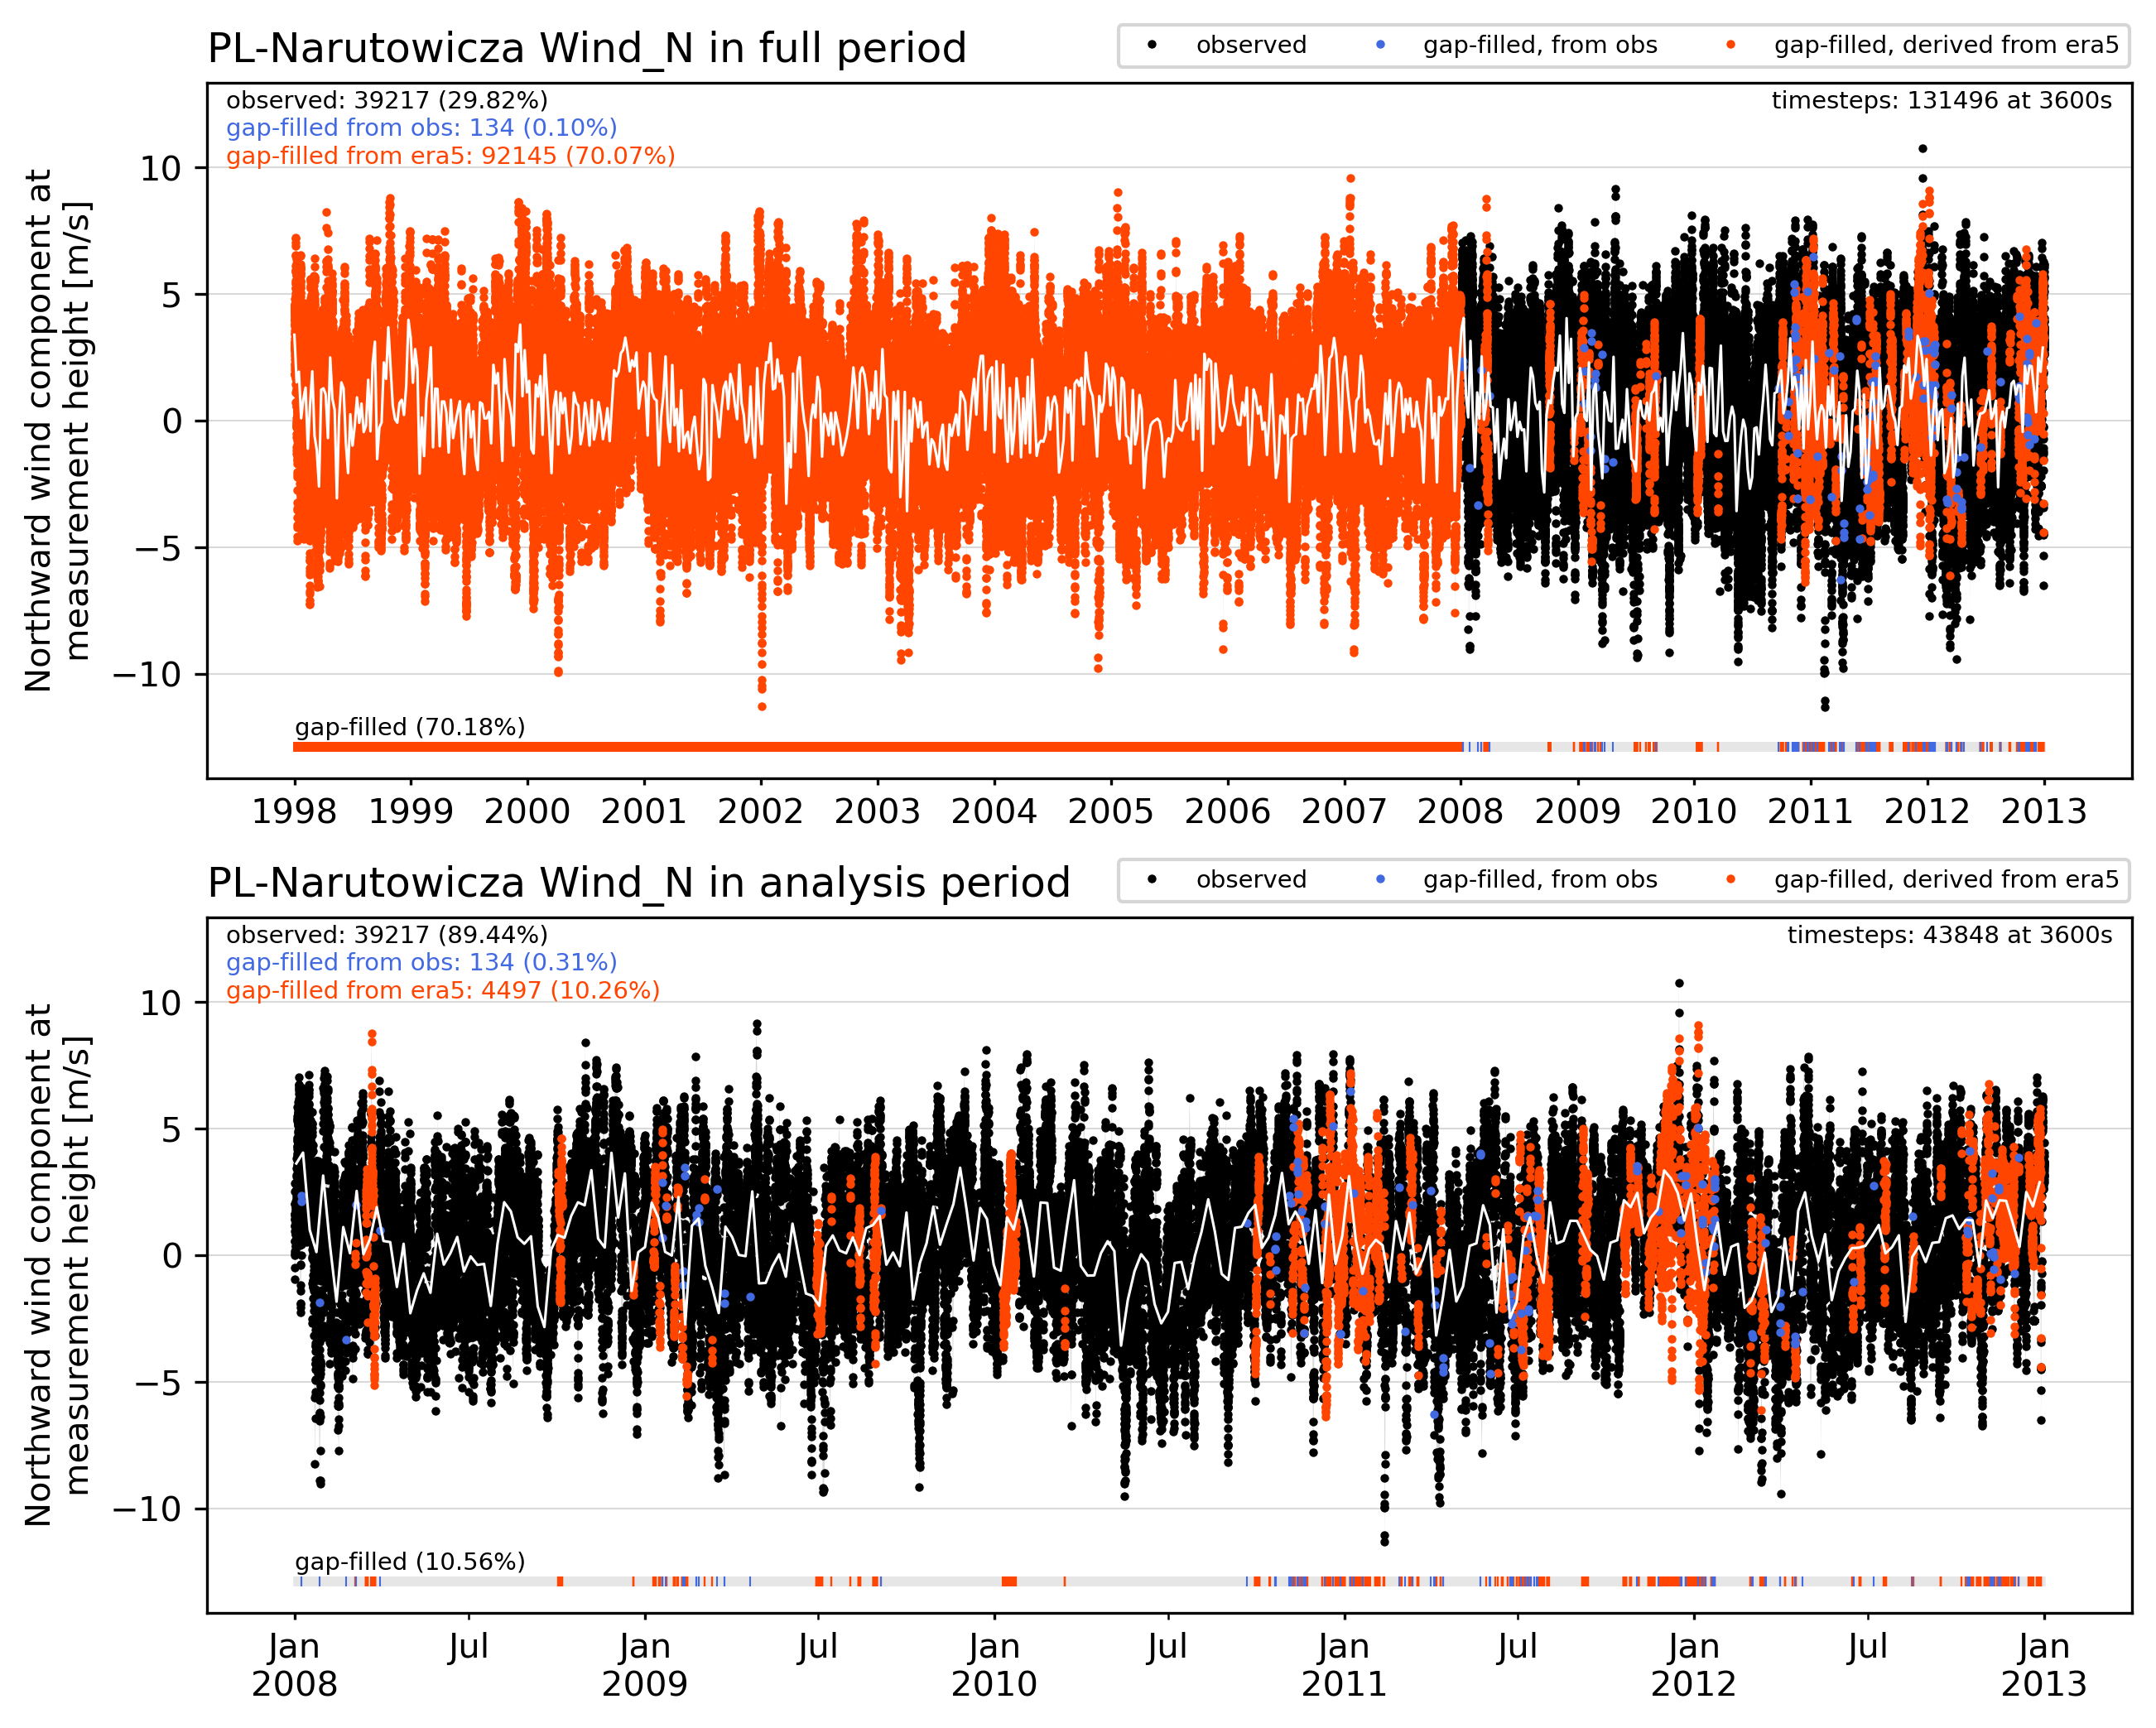 PL-Narutowicza Wind_N in full period
observed gap-filled, from obs gap-filled, derived from era5
observed: 39217 (29.82%)
timesteps: 131496 at 3600s
gap-filled from obs: 134 (0.10%)
gap-filled from era5: 92145 (70.07%)
Northward wind component at
measurement height [m/s]
10
5
0
−5
−10
gap-filled (70.18%)
1998 1999 2000 2001 2002 2003 2004 2005 2006 2007 2008 2009 2010 2011 2012 2013
PL-Narutowicza Wind_N in analysis period
observed gap-filled, from obs gap-filled, derived from era5
observed: 39217 (89.44%)
timesteps: 43848 at 3600s
gap-filled from obs: 134 (0.31%)
gap-filled from era5: 4497 (10.26%)
Northward wind component at
measurement height [m/s]
10
5
0
−5
−10
gap-filled (10.56%)
Jan Jul Jan Jul Jan Jul Jan Jul Jan Jul Jan
2008 2009 2010 2011 2012 2013